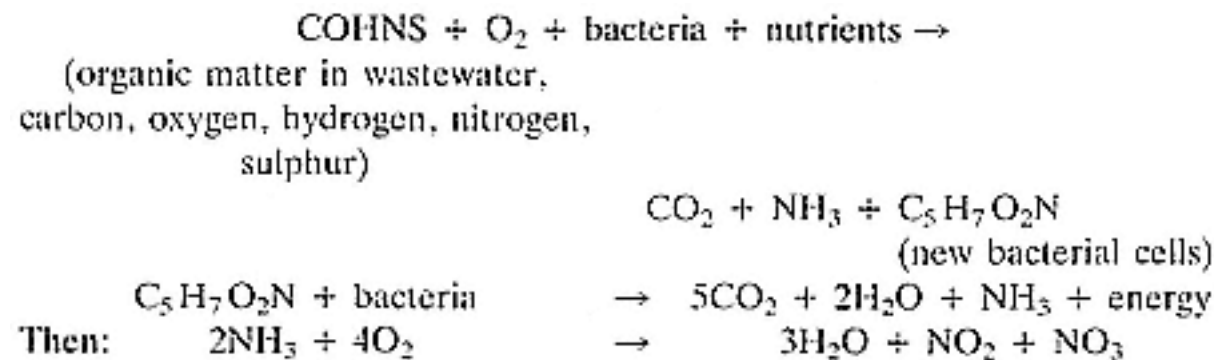 COHNS + O₂ + bacteria + nutrients →
(organic matter in wastewater,
carbon, oxygen, hydrogen, nitrogen,
sulphur)
CO₂ + NH₃ + C₅H₇O₂N
(new bacterial cells)
C₅H₇O₂N + bacteria → 5CO₂ + 2H₂O + NH₃ + energy
Then: 2NH₃ + 4O₂ → 3H₂O + NO₂ + NO₃